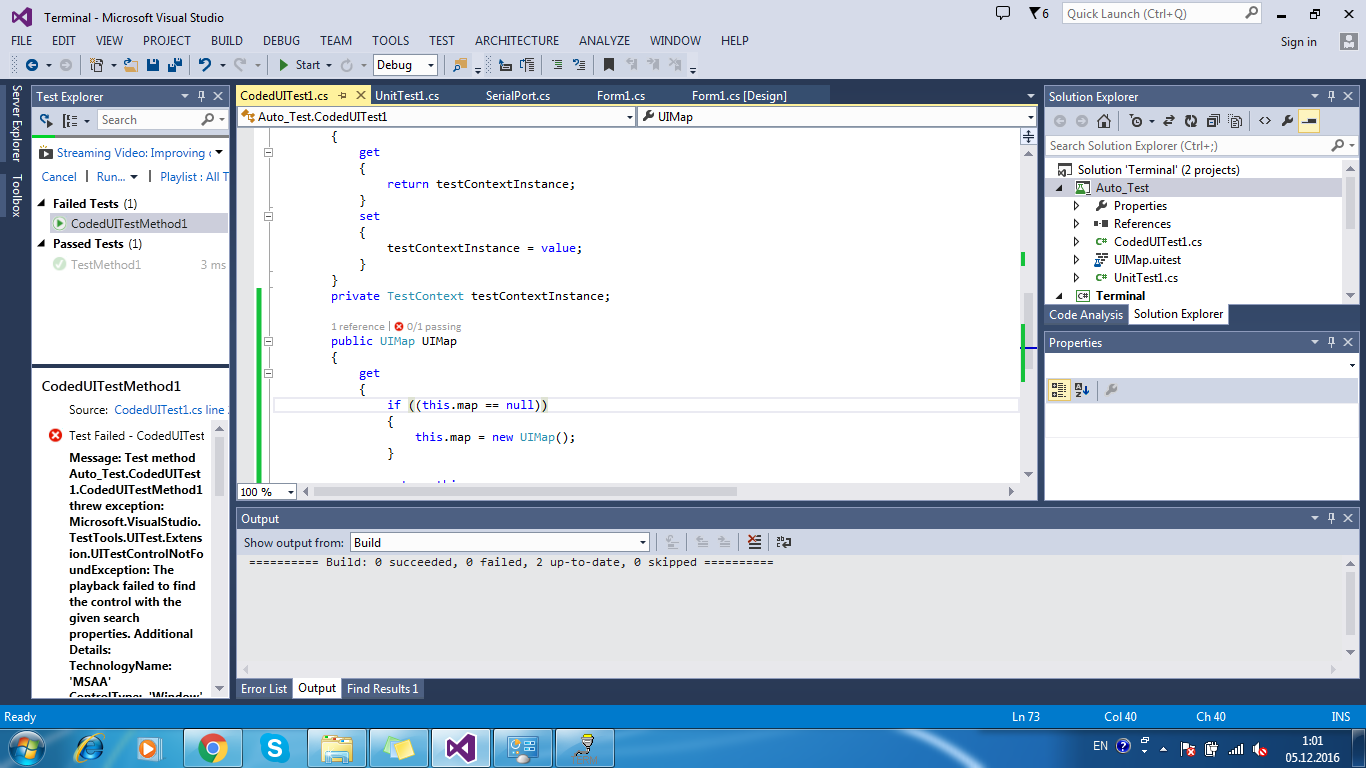 Terminal - Microsoft Visual Studio
6
Quick Launch (Ctrl+Q)
FILE EDIT VIEW PROJECT BUILD DEBUG TEAM TOOLS TEST ARCHITECTURE ANALYZE WINDOW HELP
Sign in
Start Debug
Server Explorer
Toolbox
Test Explorer
Search
Streaming Video: Improving
Cancel | Run... | Playlist : All T
Failed Tests (1)
CodedUITestMethod1
Passed Tests (1)
TestMethod1 3 ms
CodedUITestMethod1
Source: CodedUITest1.cs line
Test Failed - CodedUITest
Message: Test method
Auto_Test.CodedUITest
1.CodedUITestMethod1
threw exception:
Microsoft.VisualStudio.
TestTools.UITest.Exten
sion.UITestControlNotFo
undException: The
playback failed to find
the control with the
given search
properties. Additional
Details:
TechnologyName:
'MSAA'
ControlType: 'Window'
CodedUITest1.cs UnitTest1.cs SerialPort.cs Form1.cs Form1.cs [Design]
Auto_Test.CodedUITest1 UIMap
{
get
{
return testContextInstance;
}
set
{
testContextInstance = value;
}
}
private TestContext testContextInstance;
1 reference | 0/1 passing
public UIMap UIMap
{
get
{
if ((this.map == null))
{
this.map = new UIMap();
}
100 %
Output
Show output from: Build
========== Build: 0 succeeded, 0 failed, 2 up-to-date, 0 skipped ==========
Error List Output Find Results 1
Solution Explorer
Search Solution Explorer (Ctrl+;)
Solution 'Terminal' (2 projects)
Auto_Test
Properties
References
C# CodedUITest1.cs
UIMap.uitest
C# UnitTest1.cs
C# Terminal
Code Analysis Solution Explorer
Properties
Ready Ln 73 Col 40 Ch 40 INS
EN 1:01
05.12.2016